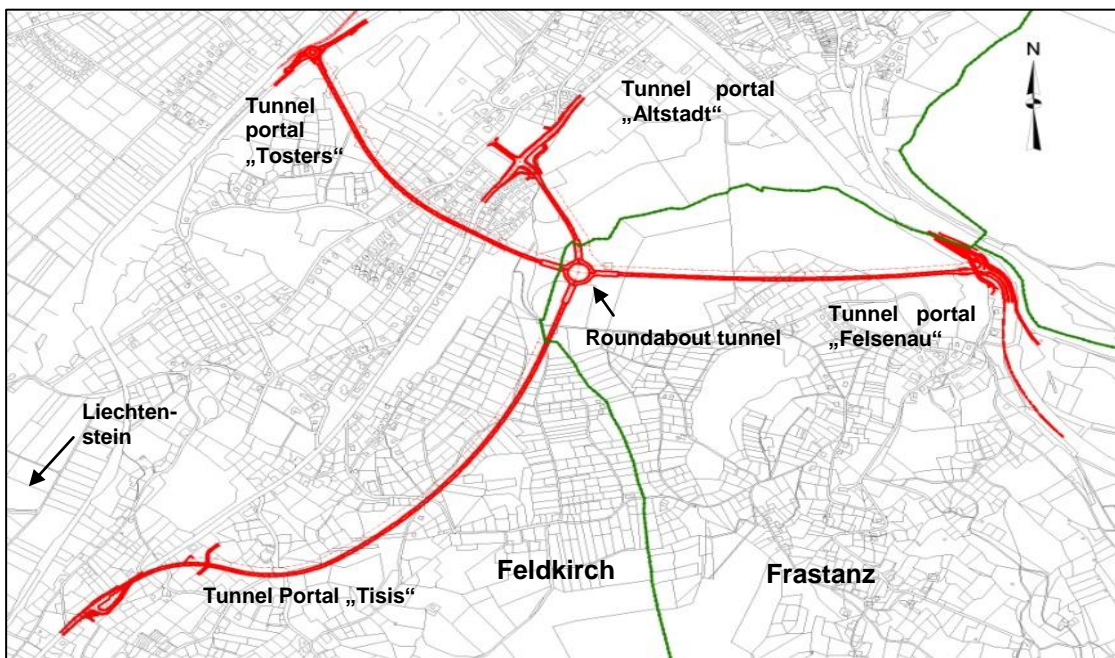 N
Tunnel portal
„Altstadt“
Tunnel
portal
„Tosters“
Tunnel portal
„Felsenau“
Roundabout tunnel
Liechten-
stein
Feldkirch
Frastanz
Tunnel Portal „Tisis“